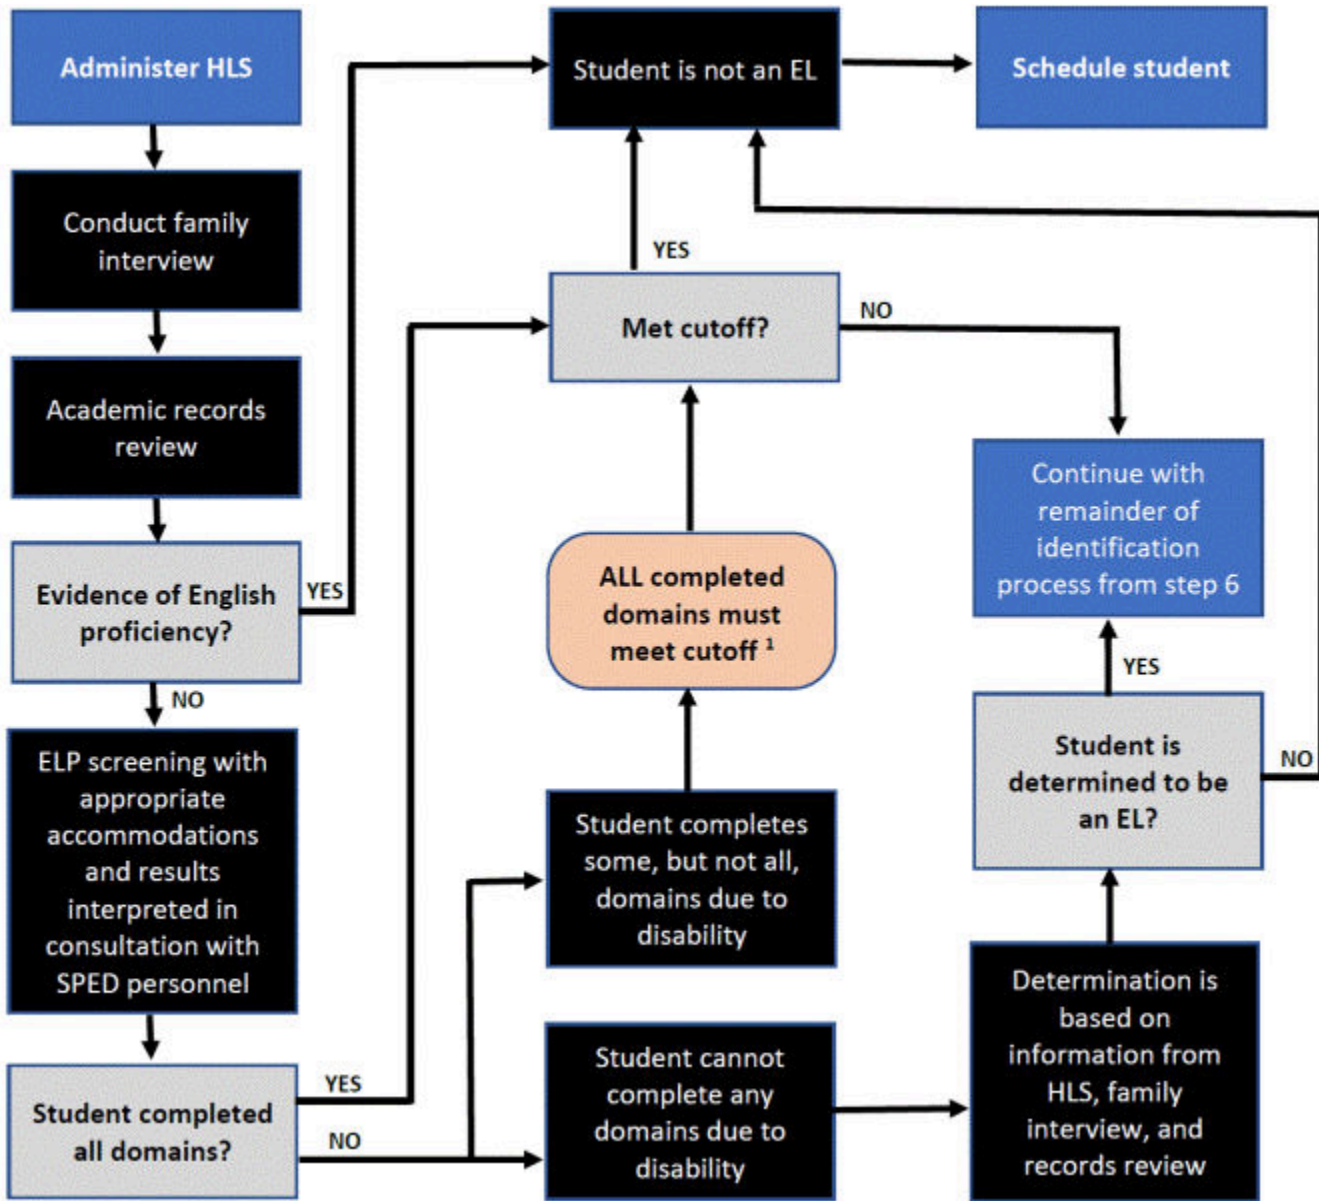 Administer HLS
Conduct family
interview
Academic records
review
Evidence of English
proficiency?
YES
NO
ELP screening with
appropriate
accommodations
and results
interpreted in
consultation with
SPED personnel
Student completed
all domains?
YES
NO
Student is not an EL
Schedule student
YES
Met cutoff?
NO
ALL completed
domains must
meet cutoff ¹
Student completes
some, but not all,
domains due to
disability
Student cannot
complete any
domains due to
disability
Continue with
remainder of
identification
process from step 6
YES
Student is
determined to be
an EL?
NO
Determination is
based on
information from
HLS, family
interview, and
records review